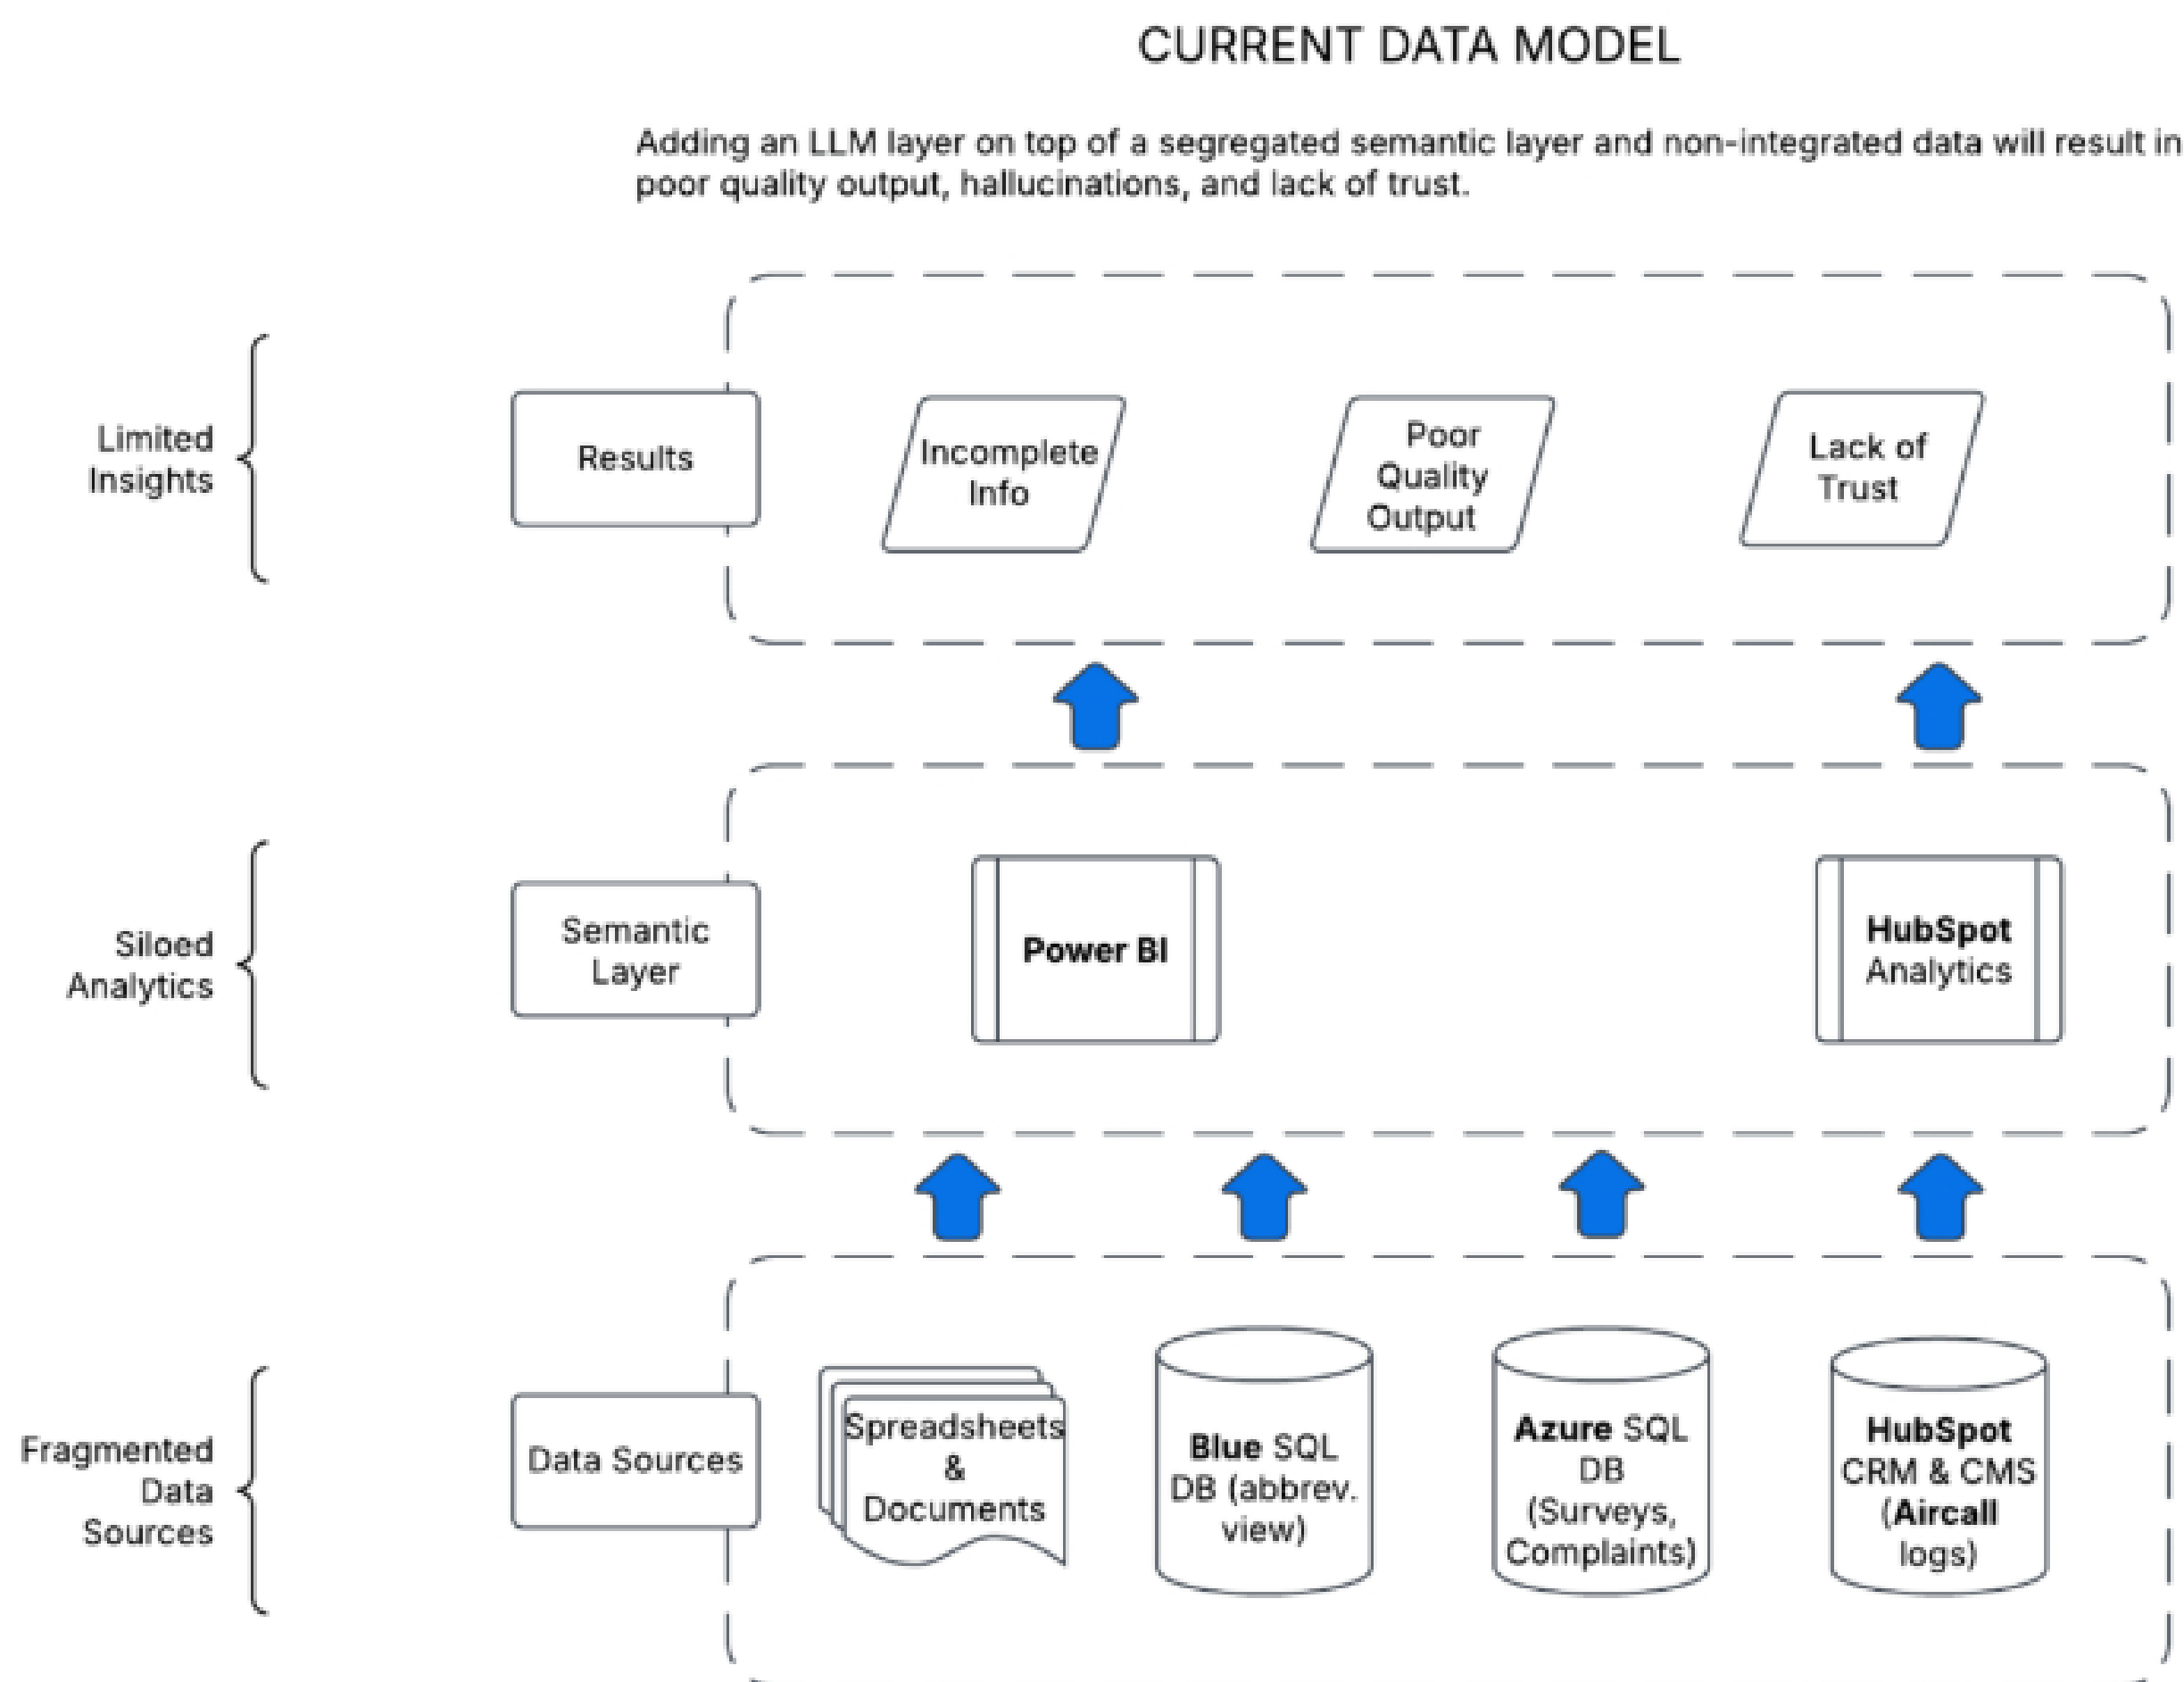 CURRENT DATA MODEL
Adding an LLM layer on top of a segregated semantic layer and non-integrated data will result in
poor quality output, hallucinations, and lack of trust.
Limited
Insights
Results
Incomplete
Info
Poor
Quality
Output
Lack of
Trust
Siloed
Analytics
Semantic
Layer
Power BI
HubSpot
Analytics
Fragmented
Data
Sources
Data Sources
Spreadsheets
&
Documents
Blue SQL
DB (abbrev.
view)
Azure SQL
DB
(Surveys,
Complaints)
HubSpot
CRM & CMS
(Aircall
logs)